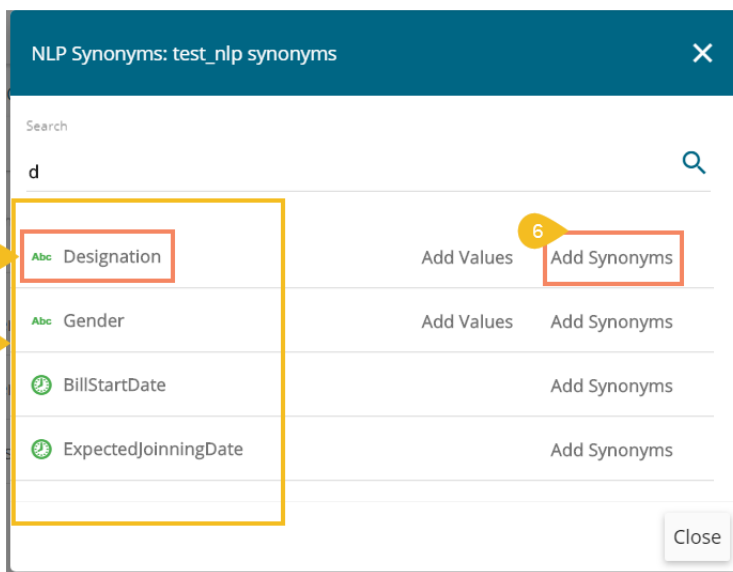 NLP Synonyms: test_nlp synonyms
Search
d
6
Abc Designation Add Values Add Synonyms
Abc Gender Add Values Add Synonyms
BillStartDate Add Synonyms
ExpectedJoinningDate Add Synonyms
Close